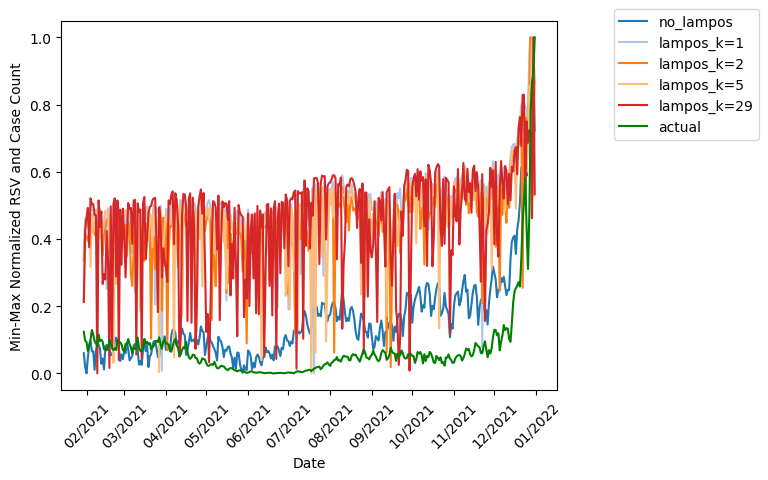 no_lampos
lampos_k=1
lampos_k=2
lampos_k=5
lampos_k=29
actual
Min-Max Normalized RSV and Case Count
1.0
0.8
0.6
0.4
0.2
0.0
02/2021
03/2021
04/2021
05/2021
06/2021
07/2021
08/2021
09/2021
10/2021
11/2021
12/2021
01/2022
Date